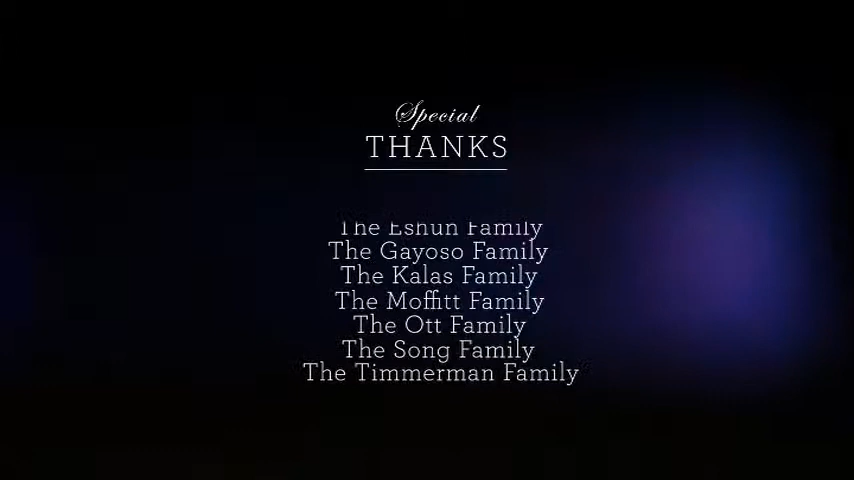 Special
THANKS
The Eshun Family
The Gayoso Family
The Kalas Family
The Moffitt Family
The Ott Family
The Song Family
The Timmerman Family